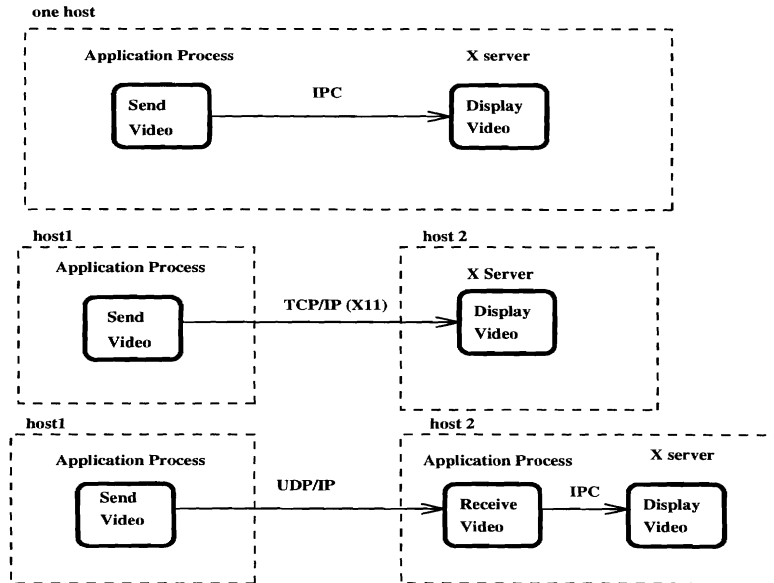 one host
Application Process
X server
IPC
Send
Video
Display
Video
host1
host 2
Application Process
X Server
TCP/IP (X11)
Send
Video
Display
Video
host1
host 2
Application Process
Application Process
X server
UDP/IP
IPC
Send
Video
Receive
Video
Display
Video